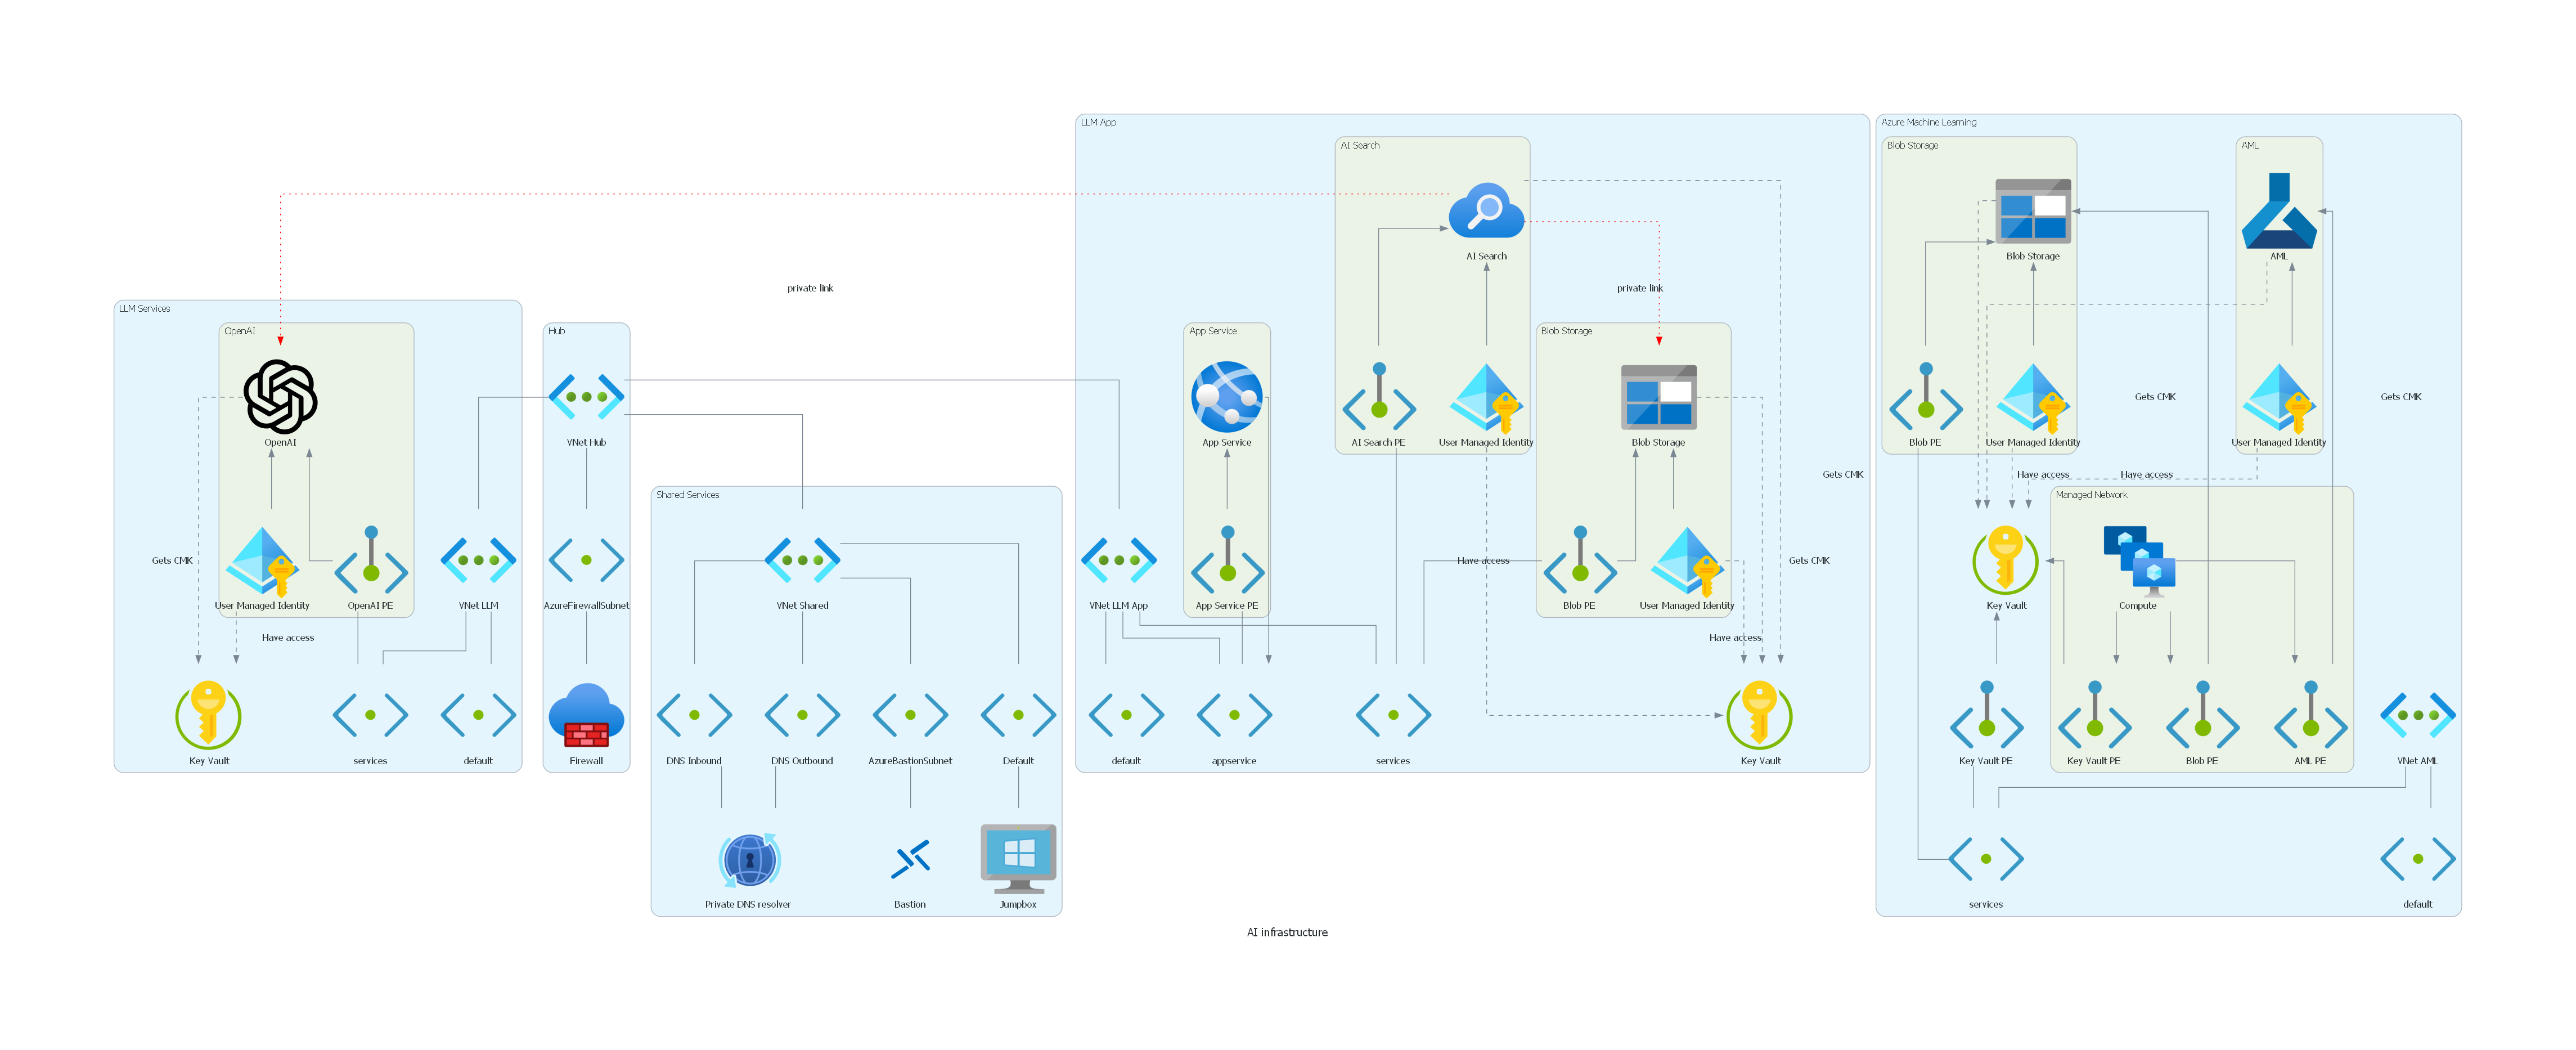 LLM App
Azure Machine Learning
AI Search
Blob Storage
AML
AI Search
Blob Storage
AML
private link
private link
LLM Services
OpenAI
Hub
App Service
Blob Storage
Gets CMK
Gets CMK
OpenAI
VNet Hub
App Service
AI Search PE
User Managed Identity
Blob Storage
Blob PE
User Managed Identity
User Managed Identity
Gets CMK
Have access
Have access
Shared Services
Managed Network
Gets CMK
Have access
Gets CMK
User Managed Identity
OpenAI PE
VNet LLM
AzureFirewallSubnet
VNet Shared
VNet LLM App
App Service PE
Blob PE
User Managed Identity
Key Vault
Compute
Have access
Have access
Key Vault
services
default
Firewall
DNS Inbound
DNS Outbound
AzureBastionSubnet
Default
default
appservice
services
Key Vault
Key Vault PE
Key Vault PE
Blob PE
AML PE
VNet AML
Private DNS resolver
Bastion
Jumpbox
services
default
AI infrastructure